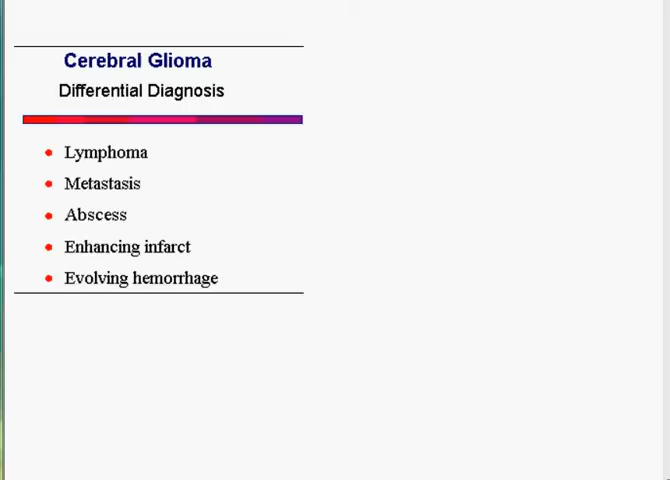 Cerebral Glioma
Differential Diagnosis
Lymphoma
Metastasis
Abscess
Enhancing infarct
Evolving hemorrhage